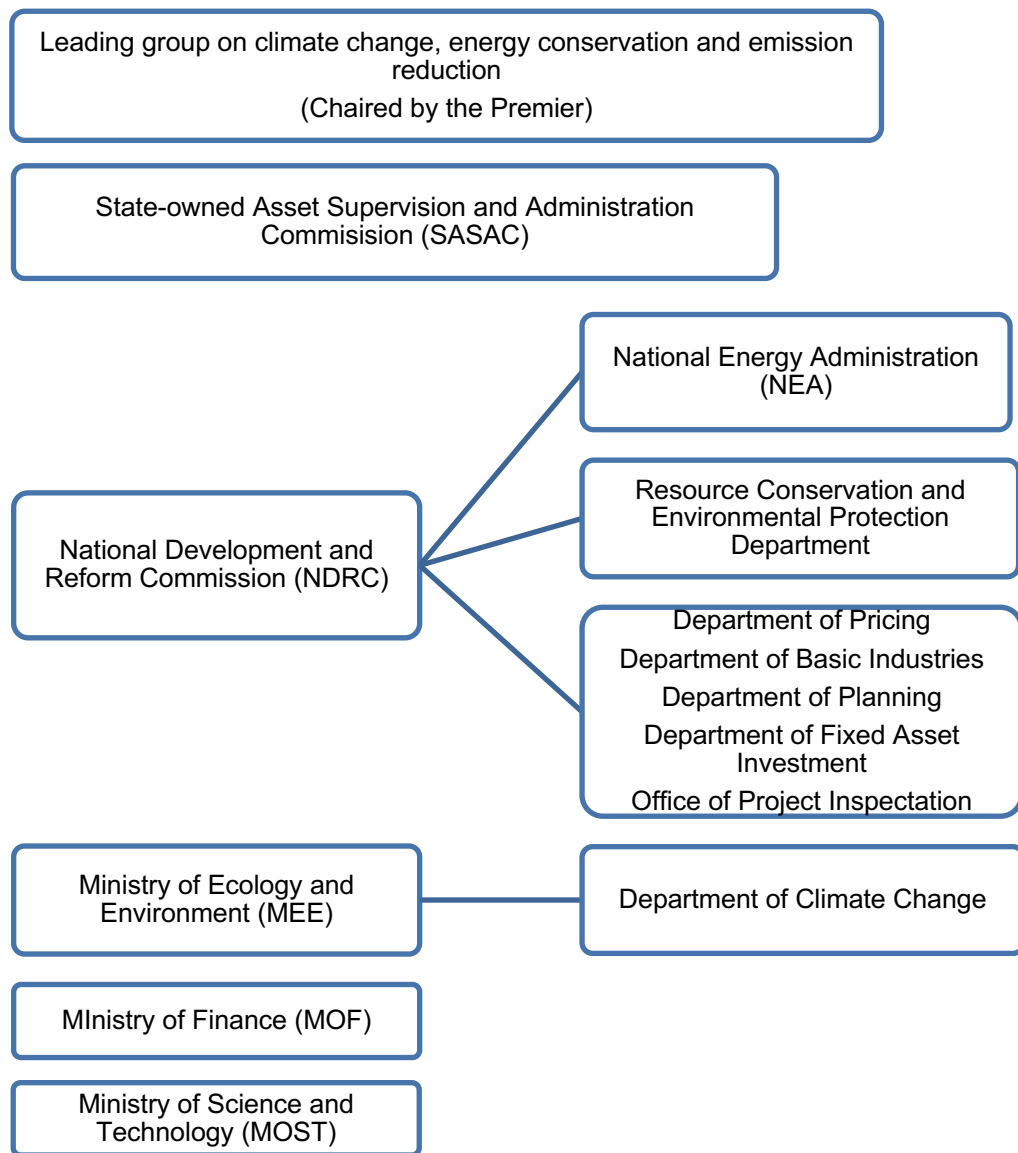 Leading group on climate change, energy conservation and emission
reduction
(Chaired by the Premier)
State-owned Asset Supervision and Administration
Commisision (SASAC)
National Energy Administration
(NEA)
Resource Conservation and
Environmental Protection
Department
National Development and
Reform Commission (NDRC)
Department of Pricing
Department of Basic Industries
Department of Planning
Department of Fixed Asset
Investment
Office of Project Inspectation
Ministry of Ecology and
Environment (MEE)
Department of Climate Change
MInistry of Finance (MOF)
Ministry of Science and
Technology (MOST)